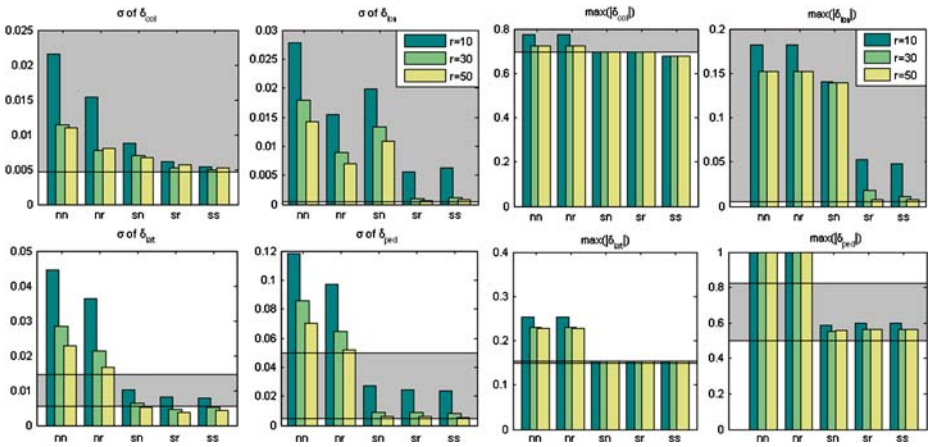 σ of δcol
σ of δlos
max(|δcol|)
max(|δlos|)
0.025
0.02
0.015
0.01
0.005
0
nn nr sn sr ss
0.03
0.025
0.02
0.015
0.01
0.005
0
nn nr sn sr ss
r=10
r=30
r=50
0.8
0.6
0.4
0.2
0
nn nr sn sr ss
0.2
0.15
0.1
0.05
0
nn nr sn sr ss
r=10
r=30
r=50
σ of δlat
σ of δped
max(|δlat|)
max(|δped|)
0.05
0.04
0.03
0.02
0.01
0
nn nr sn sr ss
0.12
0.1
0.08
0.06
0.04
0.02
0
nn nr sn sr ss
0.4
0.3
0.2
0.1
0
nn nr sn sr ss
1
0.8
0.6
0.4
0.2
0
nn nr sn sr ss